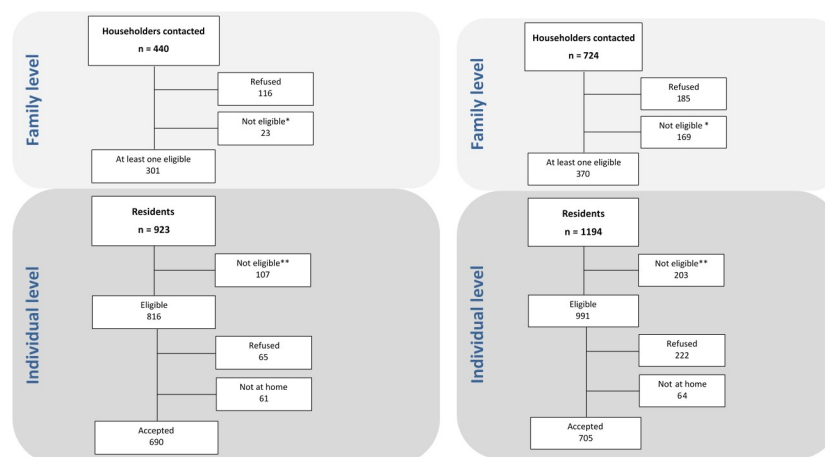 Family level
Householders contacted
n = 440
Refused
116
Not eligible*
23
At least one eligible
301
Individual level
Residents
n = 923
Not eligible**
107
Eligible
816
Refused
65
Not at home
61
Accepted
690
Family level
Householders contacted
n = 724
Refused
185
Not eligible *
169
At least one eligible
370
Individual level
Residents
n = 1194
Not eligible**
203
Eligible
991
Refused
222
Not at home
64
Accepted
705